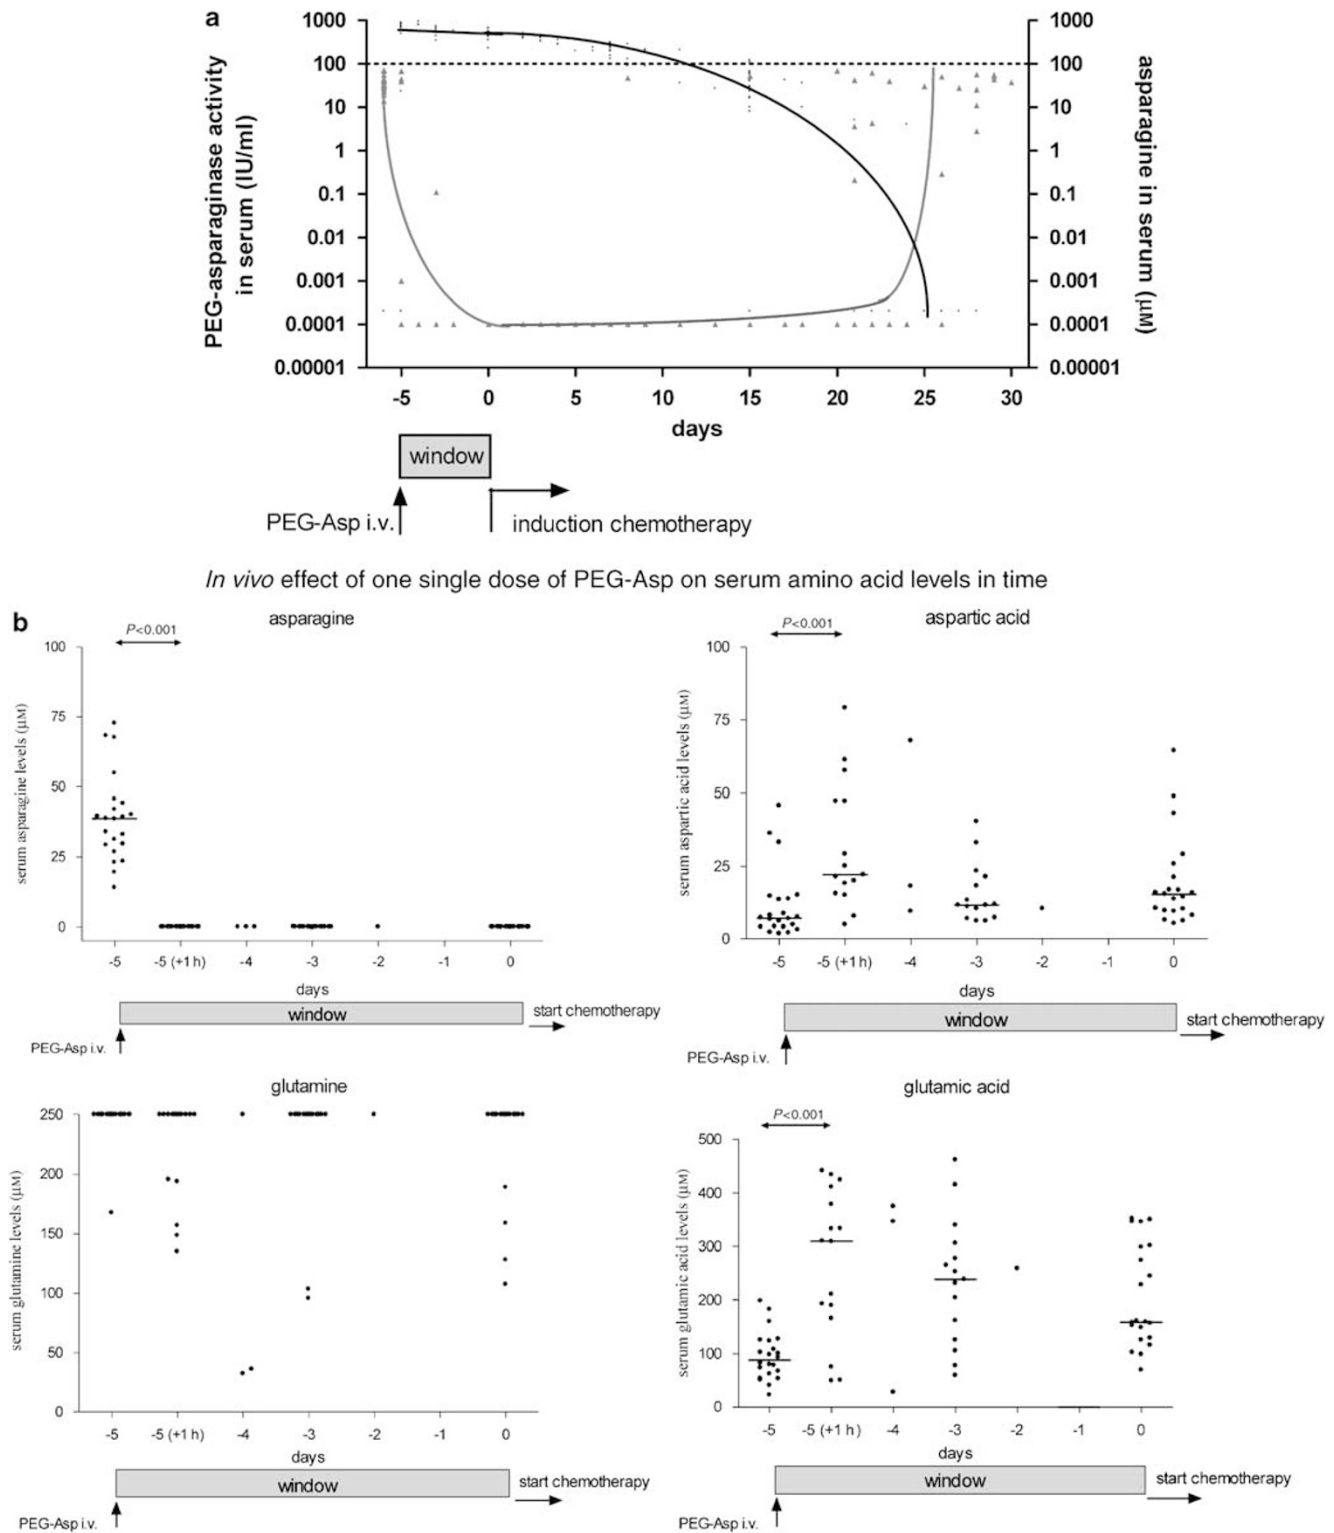 a
PEG-asparaginase activity
in serum (IU/ml)
1000
100
10
1
0.1
0.01
0.001
0.0001
0.00001
1000
100
10
1
0.1
0.01
0.001
0.0001
0.00001
asparagine in serum (µM)
-5 0 5 10 15 20 25 30
days
window
PEG-Asp i.v.
induction chemotherapy
In vivo effect of one single dose of PEG-Asp on serum amino acid levels in time
b
asparagine
P<0.001
serum asparagine levels (µM)
100
75
50
25
0
-5 -5 (+1 h) -4 -3 -2 -1 0
days
window
start chemotherapy
PEG-Asp i.v.
aspartic acid
P<0.001
serum aspartic acid levels (µM)
100
75
50
25
0
-5 -5 (+1 h) -4 -3 -2 -1 0
days
window
start chemotherapy
PEG-Asp i.v.
glutamine
serum glutamine levels (µM)
250
200
150
100
50
0
-5 -5 (+1 h) -4 -3 -2 -1 0
days
window
start chemotherapy
PEG-Asp i.v.
glutamic acid
P<0.001
serum glutamic acid levels (µM)
500
400
300
200
100
0
-5 -5 (+1 h) -4 -3 -2 -1 0
days
window
start chemotherapy
PEG-Asp i.v.